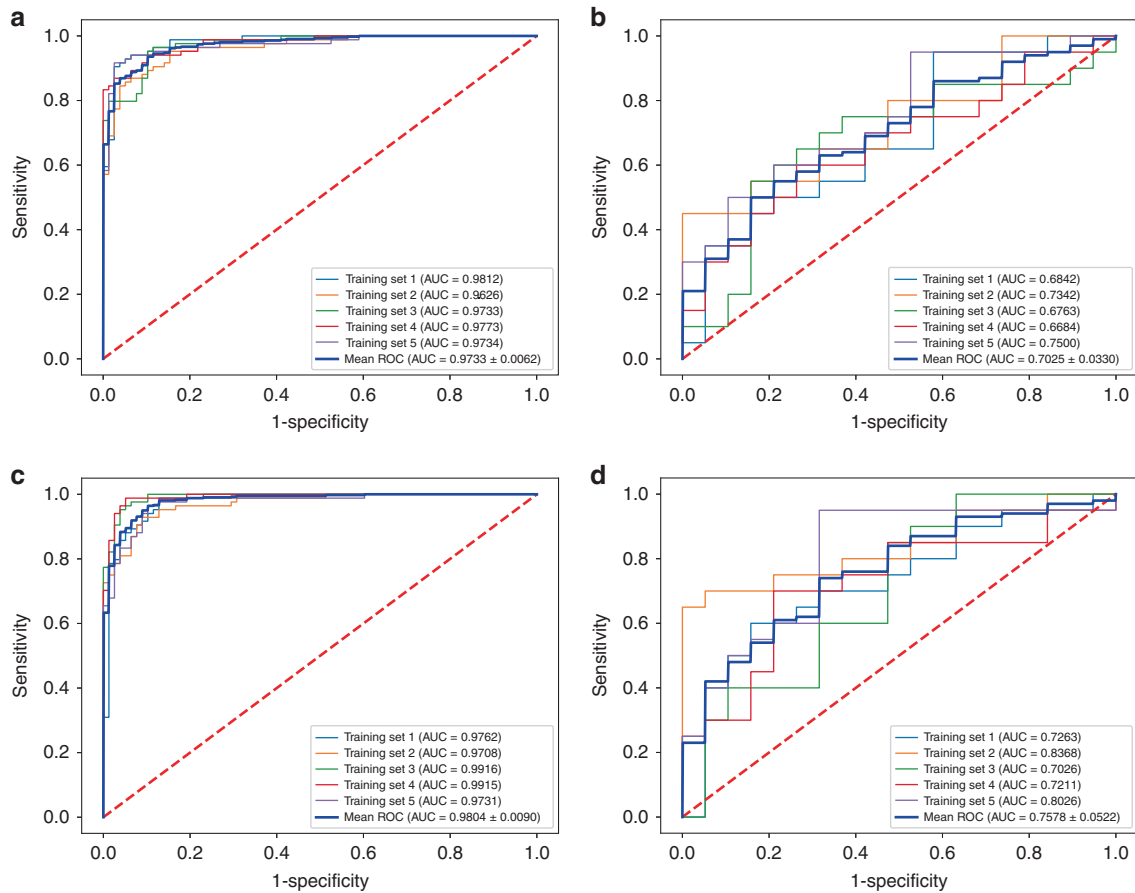 a
1.0
0.8
0.6
0.4
0.2
0.0
Sensitivity
Training set 1 (AUC = 0.9812)
Training set 2 (AUC = 0.9626)
Training set 3 (AUC = 0.9733)
Training set 4 (AUC = 0.9773)
Training set 5 (AUC = 0.9734)
Mean ROC (AUC = 0.9733 ± 0.0062)
0.0 0.2 0.4 0.6 0.8 1.0
1-specificity
b
1.0
0.8
0.6
0.4
0.2
0.0
Sensitivity
Training set 1 (AUC = 0.6842)
Training set 2 (AUC = 0.7342)
Training set 3 (AUC = 0.6763)
Training set 4 (AUC = 0.6684)
Training set 5 (AUC = 0.7500)
Mean ROC (AUC = 0.7025 ± 0.0330)
0.0 0.2 0.4 0.6 0.8 1.0
1-specificity
c
1.0
0.8
0.6
0.4
0.2
0.0
Sensitivity
Training set 1 (AUC = 0.9762)
Training set 2 (AUC = 0.9708)
Training set 3 (AUC = 0.9916)
Training set 4 (AUC = 0.9915)
Training set 5 (AUC = 0.9731)
Mean ROC (AUC = 0.9804 ± 0.0090)
0.0 0.2 0.4 0.6 0.8 1.0
1-specificity
d
1.0
0.8
0.6
0.4
0.2
0.0
Sensitivity
Training set 1 (AUC = 0.7263)
Training set 2 (AUC = 0.8368)
Training set 3 (AUC = 0.7026)
Training set 4 (AUC = 0.7211)
Training set 5 (AUC = 0.8026)
Mean ROC (AUC = 0.7578 ± 0.0522)
0.0 0.2 0.4 0.6 0.8 1.0
1-specificity